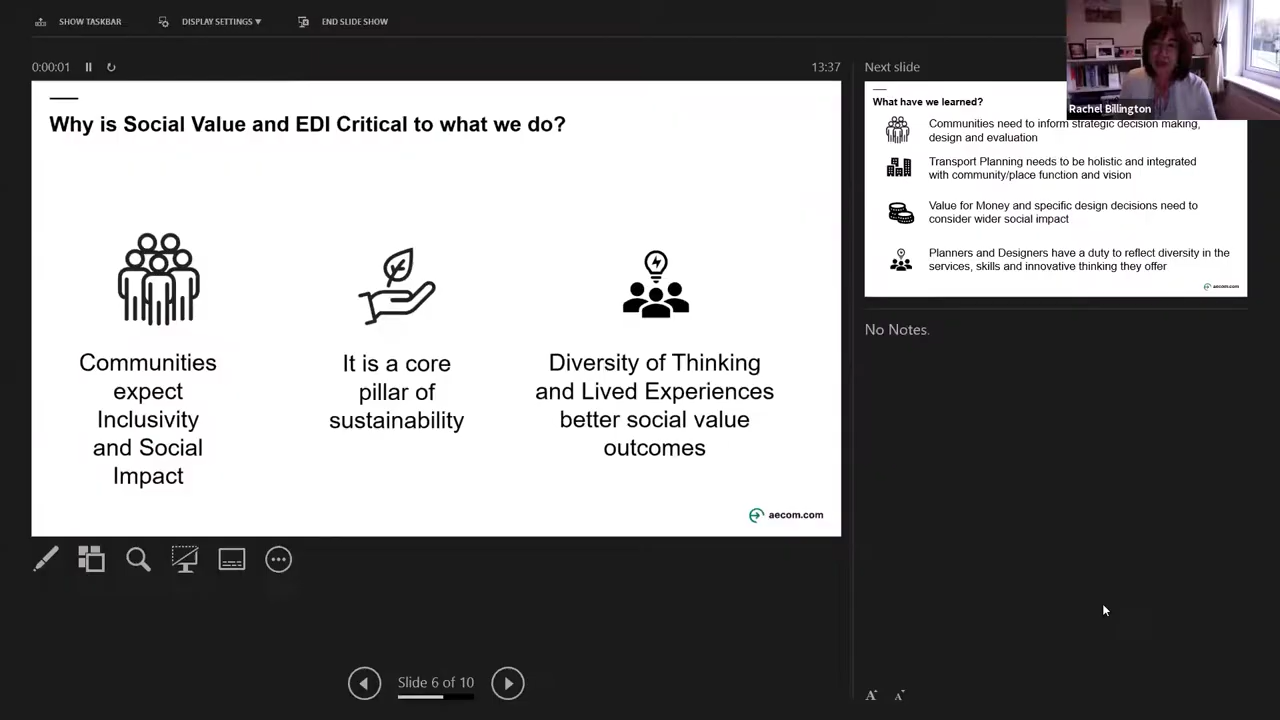 SHOW TASKBAR
DISPLAY SETTINGS ▼
END SLIDE SHOW
0:00:01
13:37
Why is Social Value and EDI Critical to what we do?
Communities
expect
Inclusivity
and Social
Impact
It is a core
pillar of
sustainability
Diversity of Thinking
and Lived Experiences
better social value
outcomes
aecom.com
Slide 6 of 10
Next slide
Rachel Billington
What have we learned?
Communities need to inform strategic decision making,
design and evaluation
Transport Planning needs to be holistic and integrated
with community/place function and vision
Value for Money and specific design decisions need to
consider wider social impact
Planners and Designers have a duty to reflect diversity in the
services, skills and innovative thinking they offer
aecom.com
No Notes.
A
A